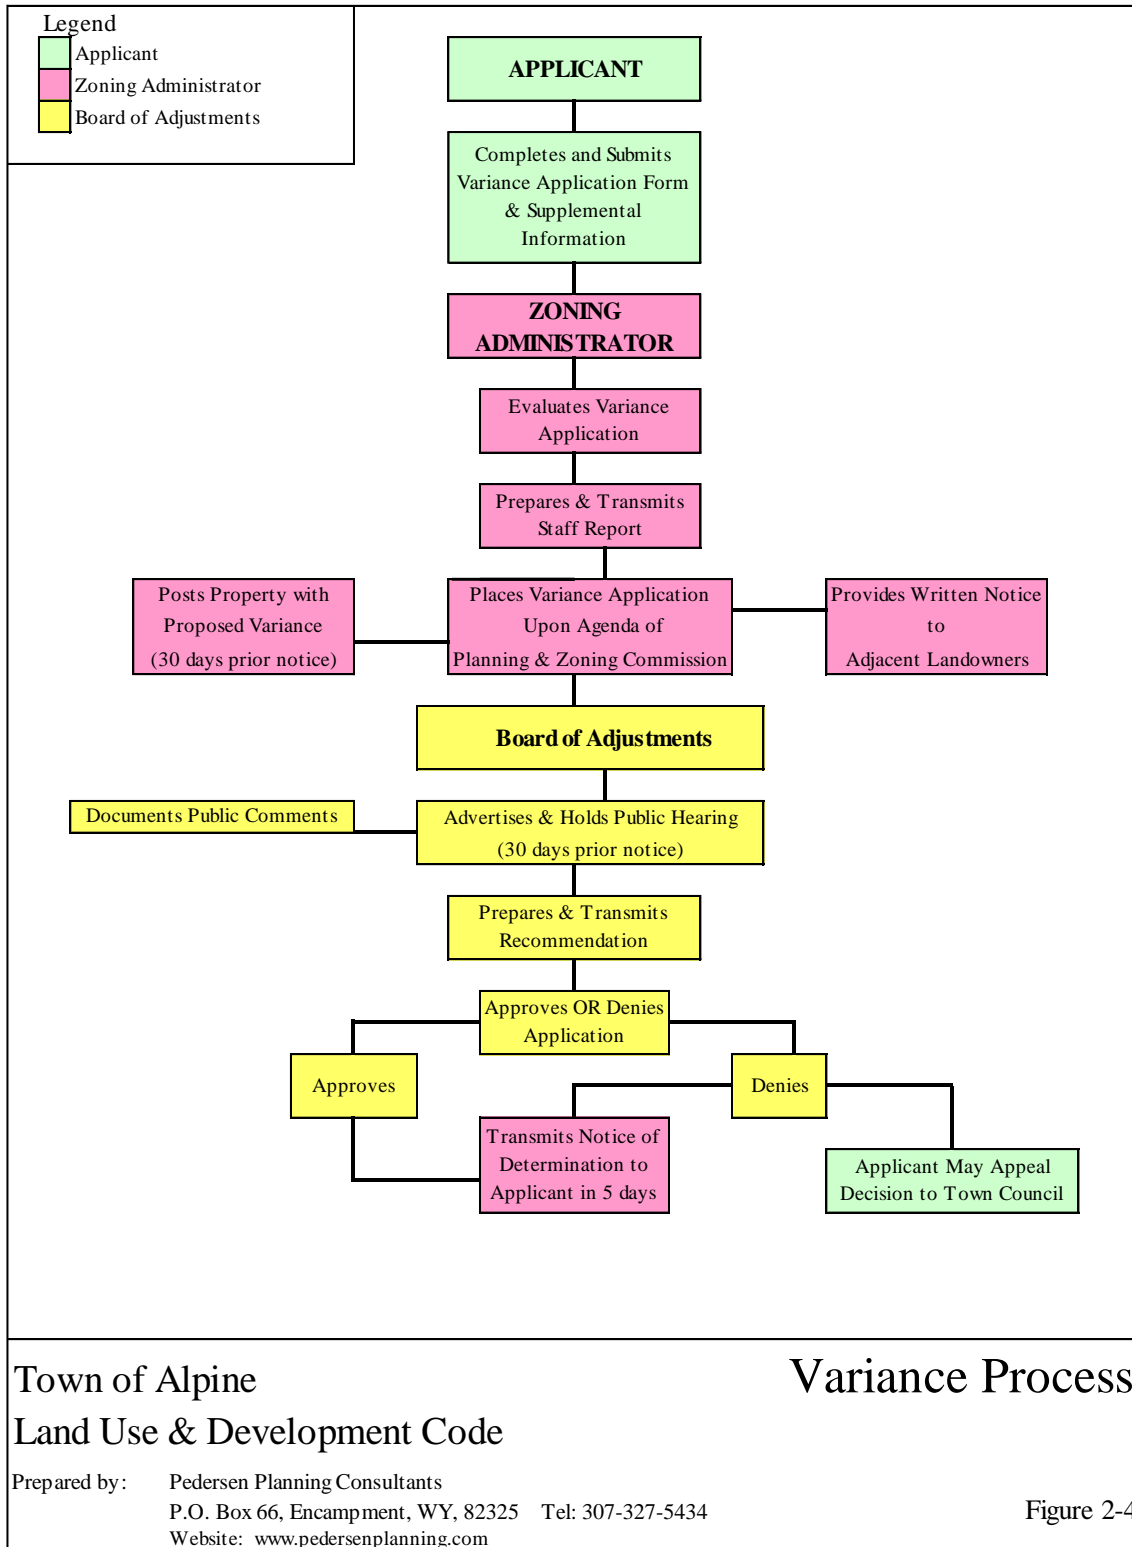 Legend
Applicant
Zoning Administrator
Board of Adjustments
APPLICANT
Completes and Submits
Variance Application Form
& Supplemental
Information
ZONING
ADMINISTRATOR
Evaluates Variance
Application
Prepares & Transmits
Staff Report
Posts Property with
Proposed Variance
(30 days prior notice)
Places Variance Application
Upon Agenda of
Planning & Zoning Commission
Provides Written Notice
to
Adjacent Landowners
Board of Adjustments
Documents Public Comments
Advertises & Holds Public Hearing
(30 days prior notice)
Prepares & Transmits
Recommendation
Approves OR Denies
Application
Approves
Denies
Transmits Notice of
Determination to
Applicant in 5 days
Applicant May Appeal
Decision to Town Council
Town of Alpine
Land Use & Development Code
Variance Process
Prepared by: Pedersen Planning Consultants
P.O. Box 66, Encampment, WY, 82325 Tel: 307-327-5434
Website: www.pedersenplanning.com
Figure 2-4